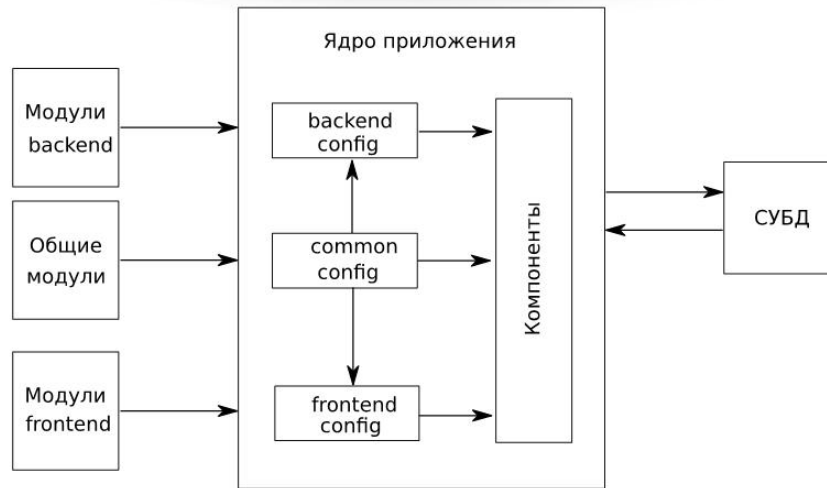 Ядро приложения
Модули
backend
Общие
модули
Модули
frontend
backend
config
common
config
frontend
config
Компоненты
СУБД